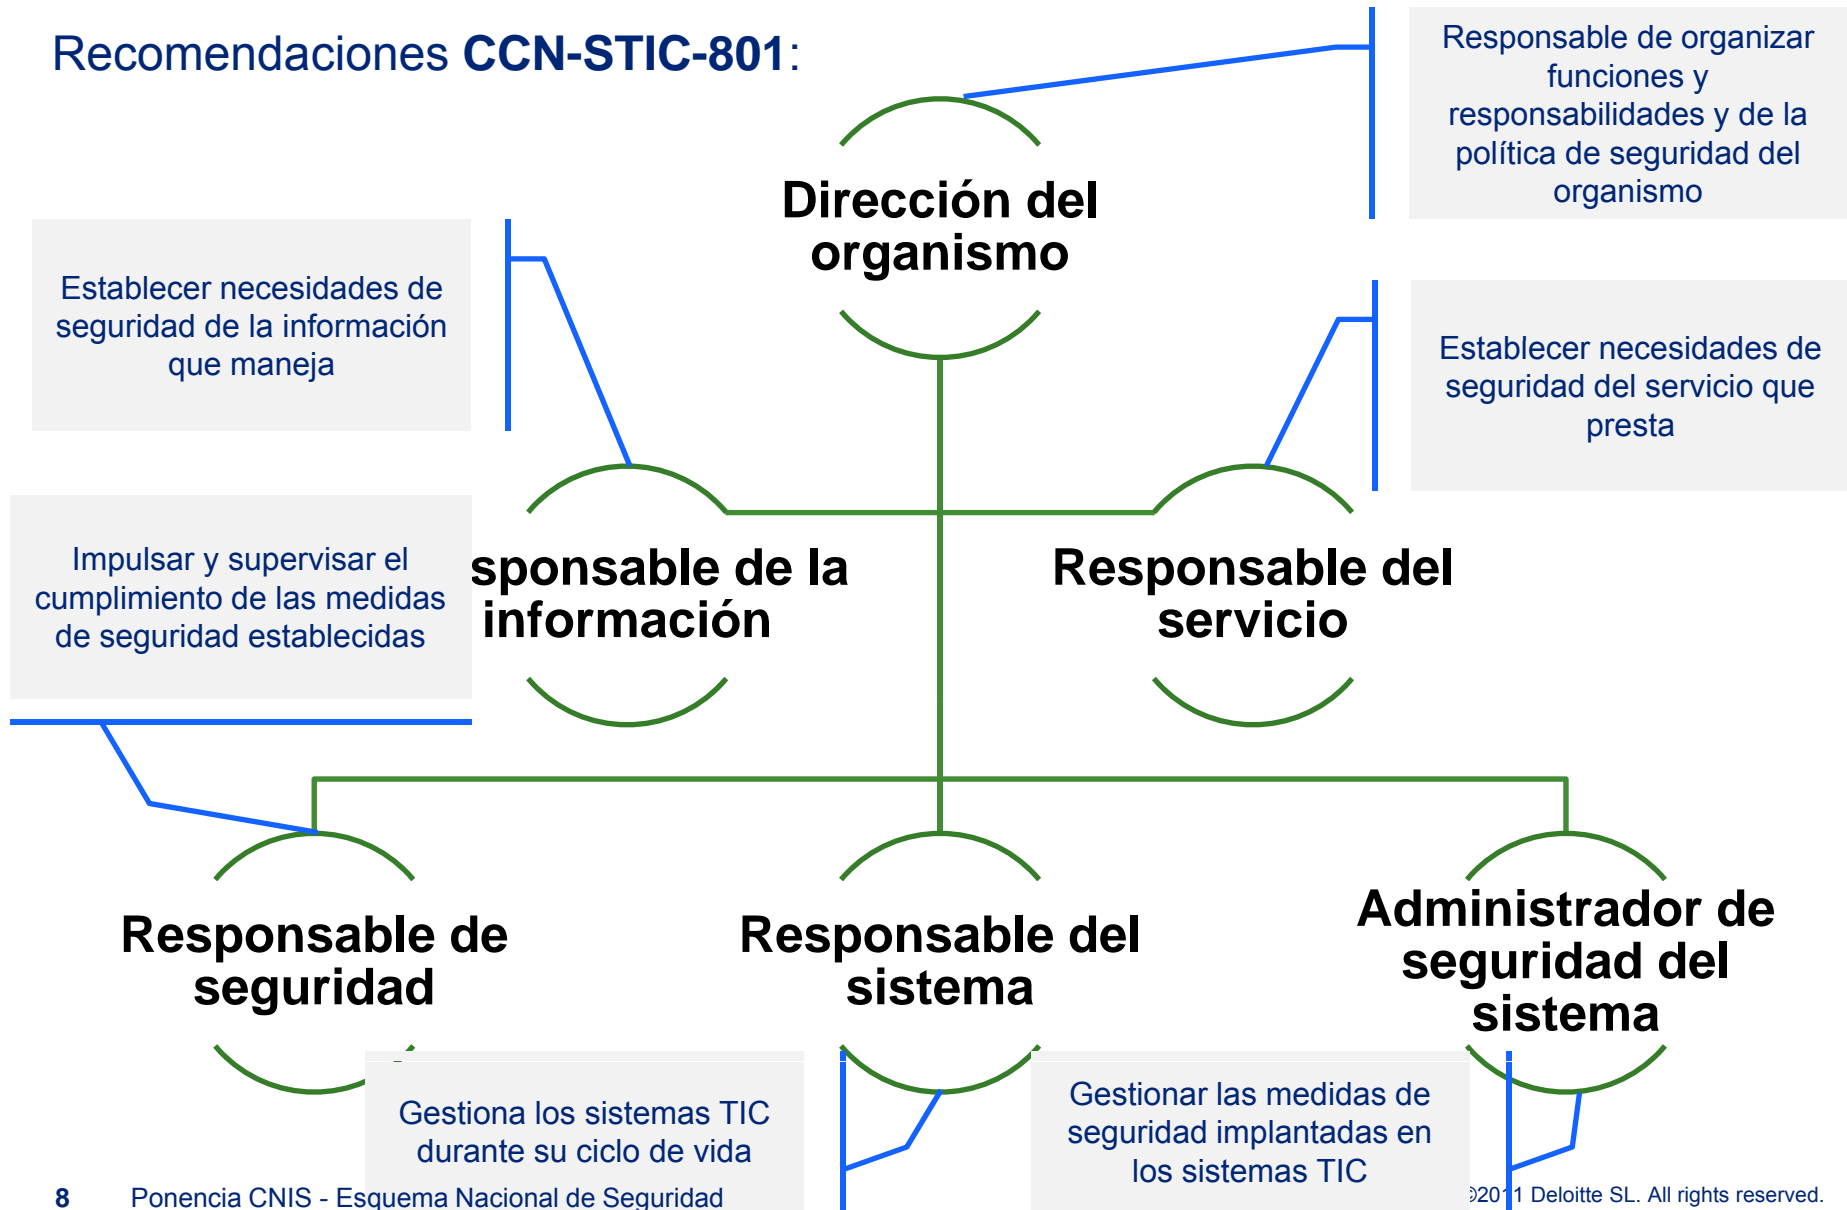 Recomendaciones CCN-STIC-801:
Responsable de organizar
funciones y
responsabilidades y de la
política de seguridad del
organismo
Dirección del
organismo
Establecer necesidades de
seguridad de la información
que maneja
Establecer necesidades de
seguridad del servicio que
presta
Impulsar y supervisar el
cumplimiento de las medidas
de seguridad establecidas
sponsable de la
información
Responsable del
servicio
Responsable de
seguridad
Responsable del
sistema
Administrador de
seguridad del
sistema
Gestiona los sistemas TIC
durante su ciclo de vida
Gestionar las medidas de
seguridad implantadas en
los sistemas TIC
8 Ponencia CNIS - Esquema Nacional de Seguridad
©2011 Deloitte SL. All rights reserved.